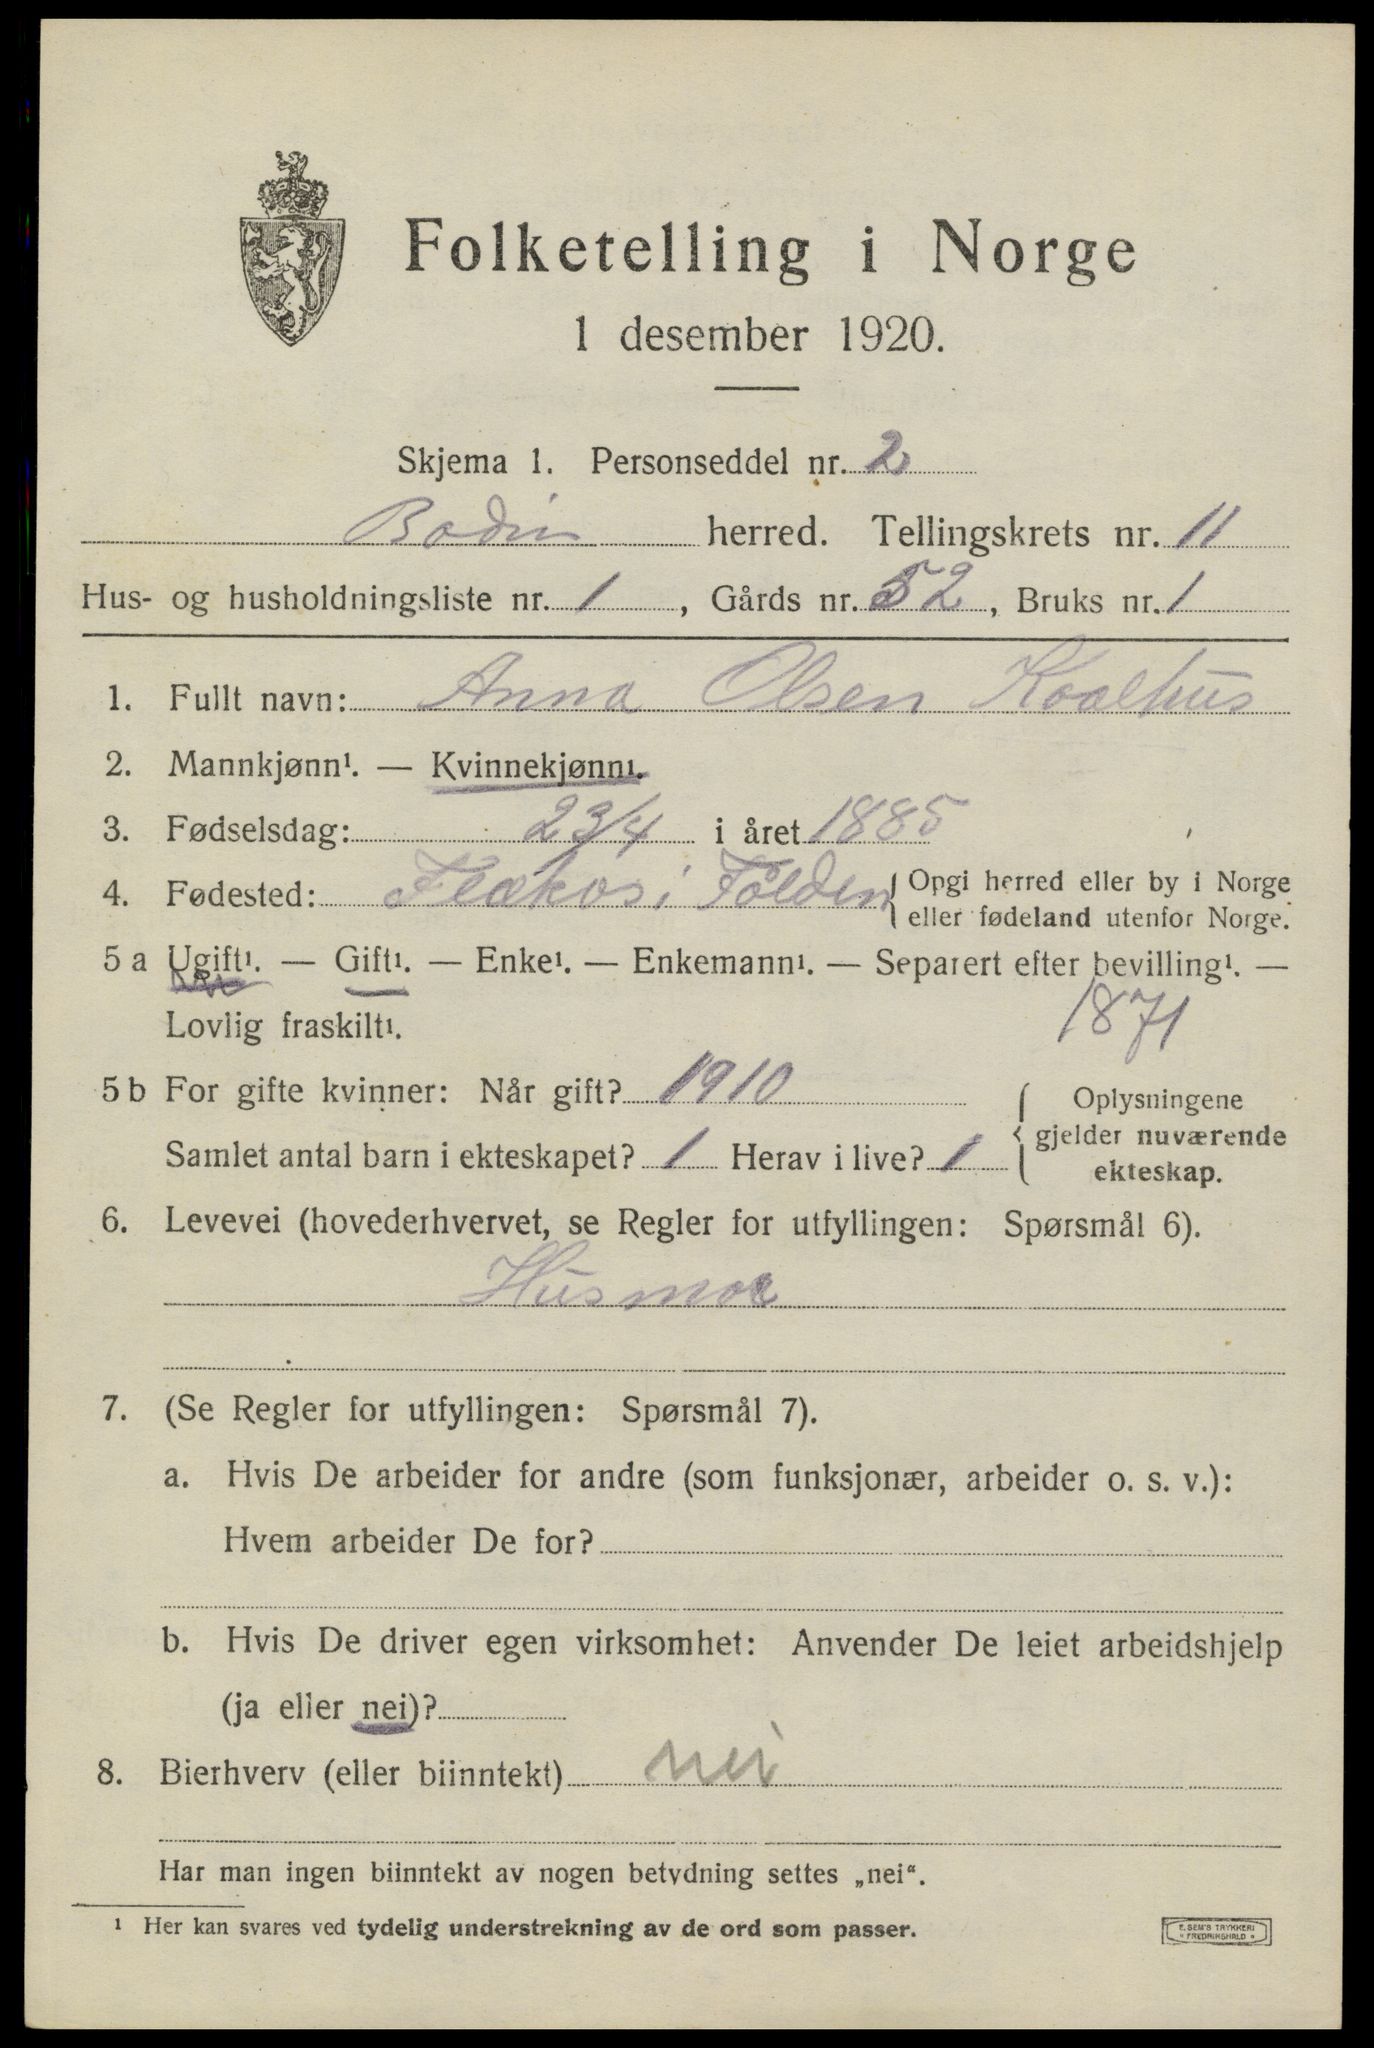 Folketelling i Norge
1 desember 1920.
Skjema 1. Personseddel nr. 2
Bodin herred. Tellingskrets nr. 11
Hus- og husholdningsliste nr. 1, Gårds nr. 52, Bruks nr. 1
1. Fullt navn: Anna Olsen Kvalhus
2. Mannkjønn¹. — Kvinnekjønn¹.
3. Fødselsdag: 23/4 i året 1885
4. Fødested: i Folden { Opgi herred eller by i Norge
eller fødeland utenfor Norge.
5 a Ugift¹. — Gift¹. — Enke¹. — Enkemann¹. — Separert efter bevilling¹. —
Lovlig fraskilt¹. 1871
5 b For gifte kvinner: Når gift? 1910
Samlet antal barn i ekteskapet? 1 Herav i live? 1
{ Oplysningene
gjelder nuværende
ekteskap.
6. Levevei (hovederhvervet, se Regler for utfyllingen: Spørsmål 6).
Husmor
7. (Se Regler for utfyllingen: Spørsmål 7).
a. Hvis De arbeider for andre (som funksjonær, arbeider o. s. v.):
Hvem arbeider De for?
b. Hvis De driver egen virksomhet: Anvender De leiet arbeidshjelp
(ja eller nei)?
8. Bierhverv (eller biinntekt) nei
Har man ingen biinntekt av nogen betydning settes „nei“.
¹ Her kan svares ved tydelig understrekning av de ord som passer.
E. SEM'S TRYKKERI
FREDRIKSHALD